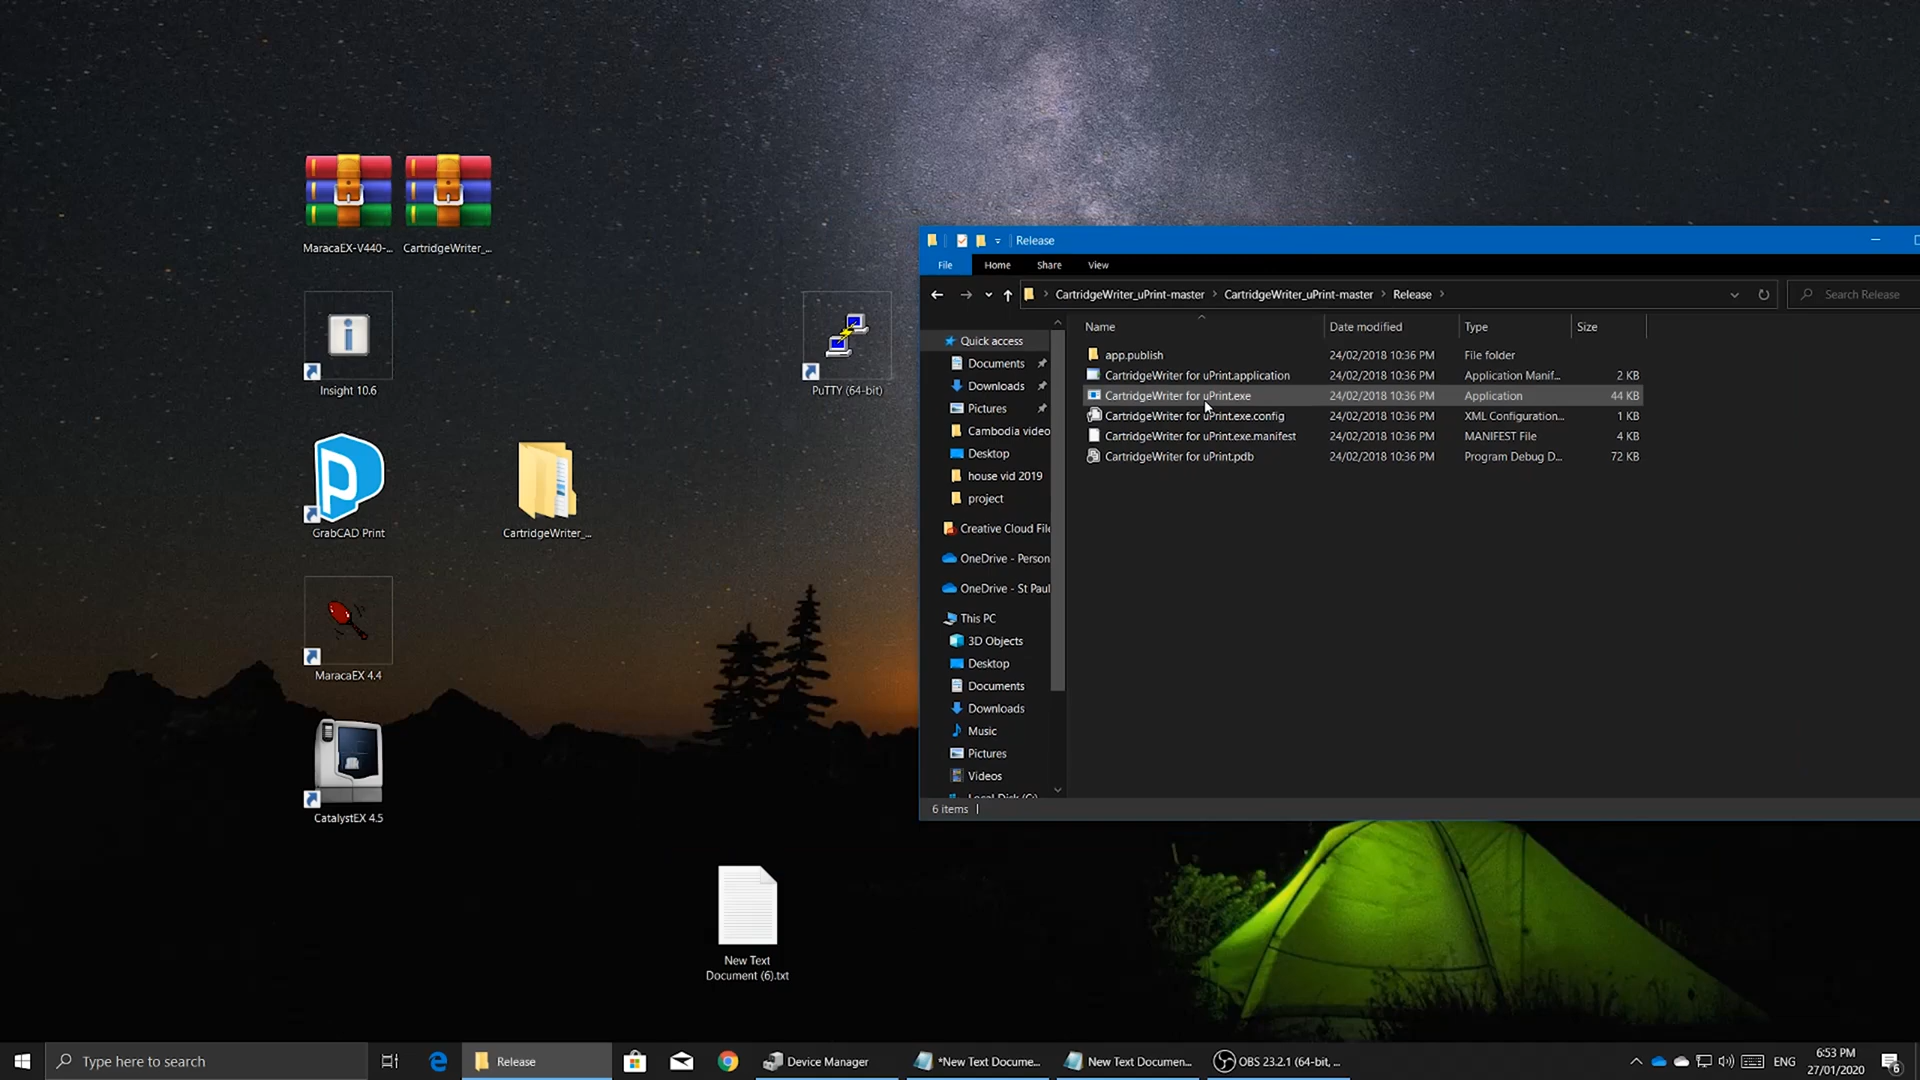 MaracaEX-V440-...
CartridgeWriter_...
Insight 10.6
PuTTY (64-bit)
GrabCAD Print
CartridgeWriter_...
MaracaEX 4.4
CatalystEX 4.5
New Text
Document (6).txt
Release
File Home Share View
CartridgeWriter_uPrint-master > CartridgeWriter_uPrint-master > Release >
Search Release
Name Date modified Type Size
app.publish 24/02/2018 10:36 PM File folder
CartridgeWriter for uPrint.application 24/02/2018 10:36 PM Application Manif... 2 KB
CartridgeWriter for uPrint.exe 24/02/2018 10:36 PM Application 44 KB
CartridgeWriter for uPrint.exe.config 24/02/2018 10:36 PM XML Configuration... 1 KB
CartridgeWriter for uPrint.exe.manifest 24/02/2018 10:36 PM MANIFEST File 4 KB
CartridgeWriter for uPrint.pdb 24/02/2018 10:36 PM Program Debug D... 72 KB
Quick access
Documents
Downloads
Pictures
Cambodia video
Desktop
house vid 2019
project
Creative Cloud File
OneDrive - Person
OneDrive - St Paul
This PC
3D Objects
Desktop
Documents
Downloads
Music
Pictures
Videos
Local Disk (C:)
6 items
Type here to search
Release
Device Manager
*New Text Docume...
New Text Documen...
OBS 23.2.1 (64-bit, ...
ENG
6:53 PM
27/01/2020
6